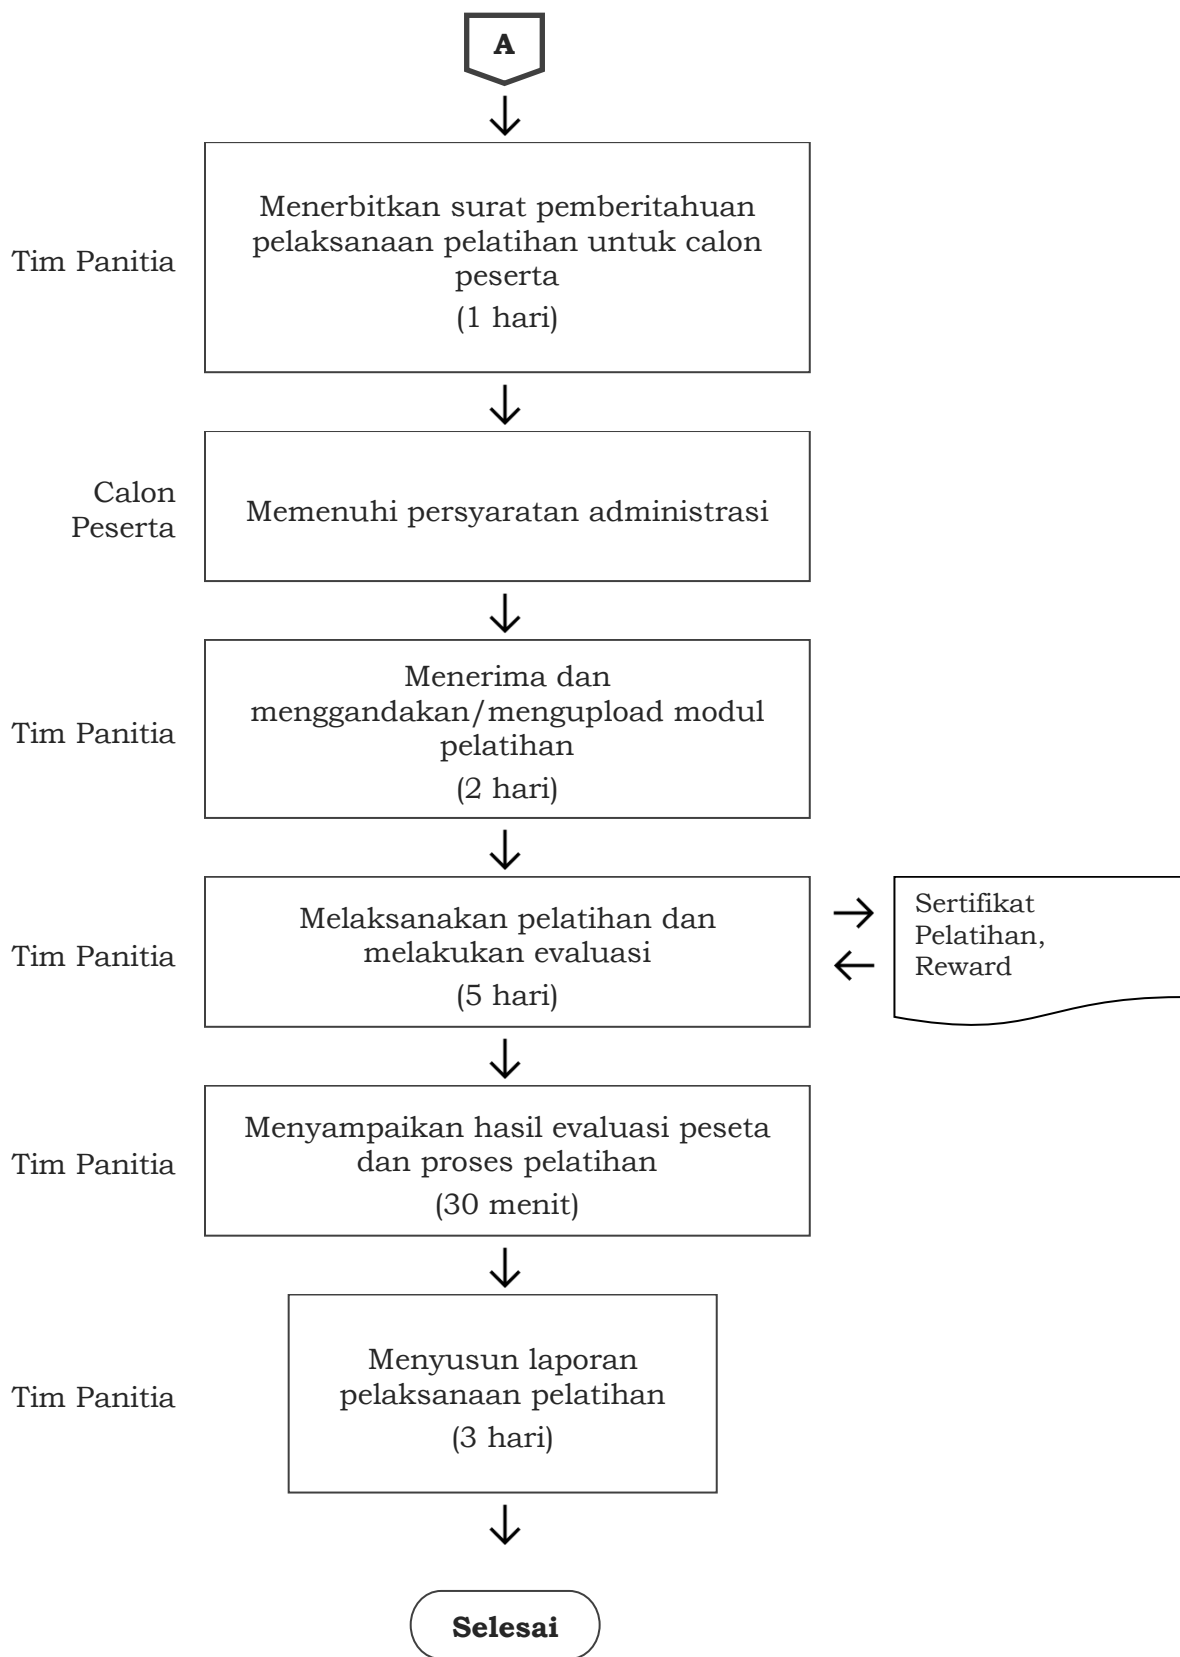 A
Menerbitkan surat pemberitahuan
pelaksanaan pelatihan untuk calon
peserta
(1 hari)
Tim Panitia
Calon
Peserta
Memenuhi persyaratan administrasi
Menerima dan
menggandakan/mengupload modul
pelatihan
(2 hari)
Tim Panitia
Melaksanakan pelatihan dan
melakukan evaluasi
(5 hari)
Tim Panitia
Sertifikat
Pelatihan,
Reward
Menyampaikan hasil evaluasi peseta
dan proses pelatihan
(30 menit)
Tim Panitia
Menyusun laporan
pelaksanaan pelatihan
(3 hari)
Tim Panitia
Selesai